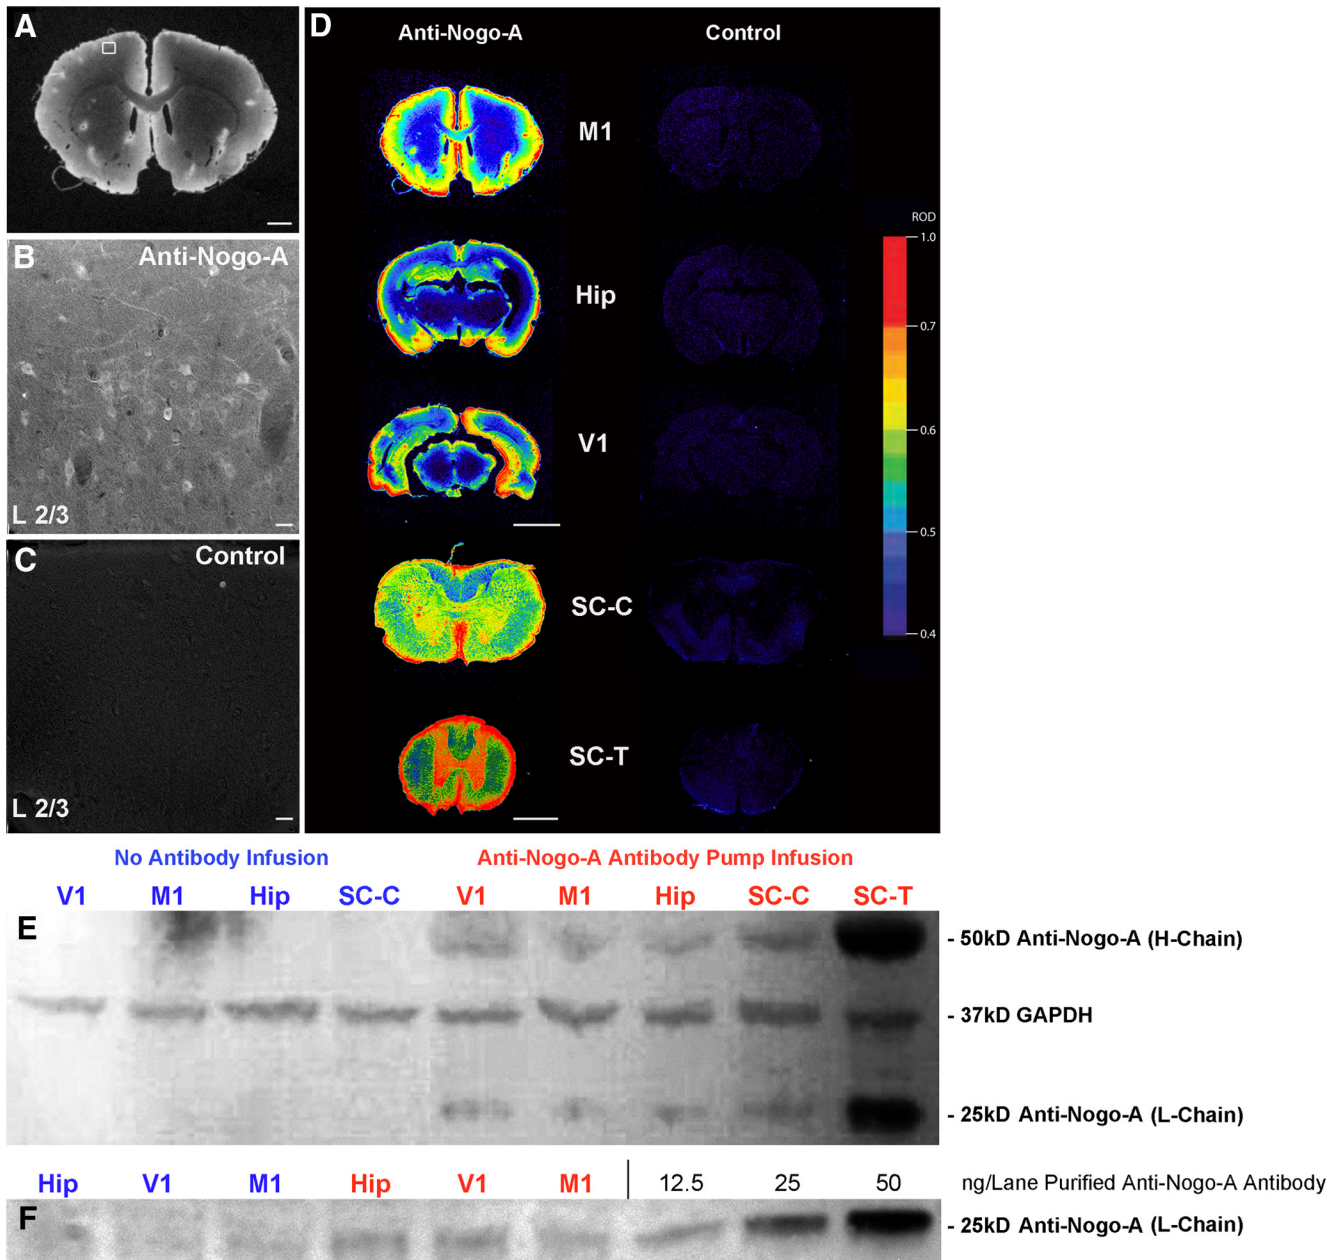 A
D
Anti-Nogo-A Control
M1
ROD
1.0
B
Anti-Nogo-A
Hip
0.7
V1
0.6
L 2/3
0.5
C
Control
SC-C
0.4
SC-T
L 2/3
No Antibody Infusion Anti-Nogo-A Antibody Pump Infusion
V1 M1 Hip SC-C V1 M1 Hip SC-C SC-T
E
- 50kD Anti-Nogo-A (H-Chain)
- 37kD GAPDH
- 25kD Anti-Nogo-A (L-Chain)
Hip V1 M1 Hip V1 M1 12.5 25 50 ng/Lane Purified Anti-Nogo-A Antibody
F
- 25kD Anti-Nogo-A (L-Chain)